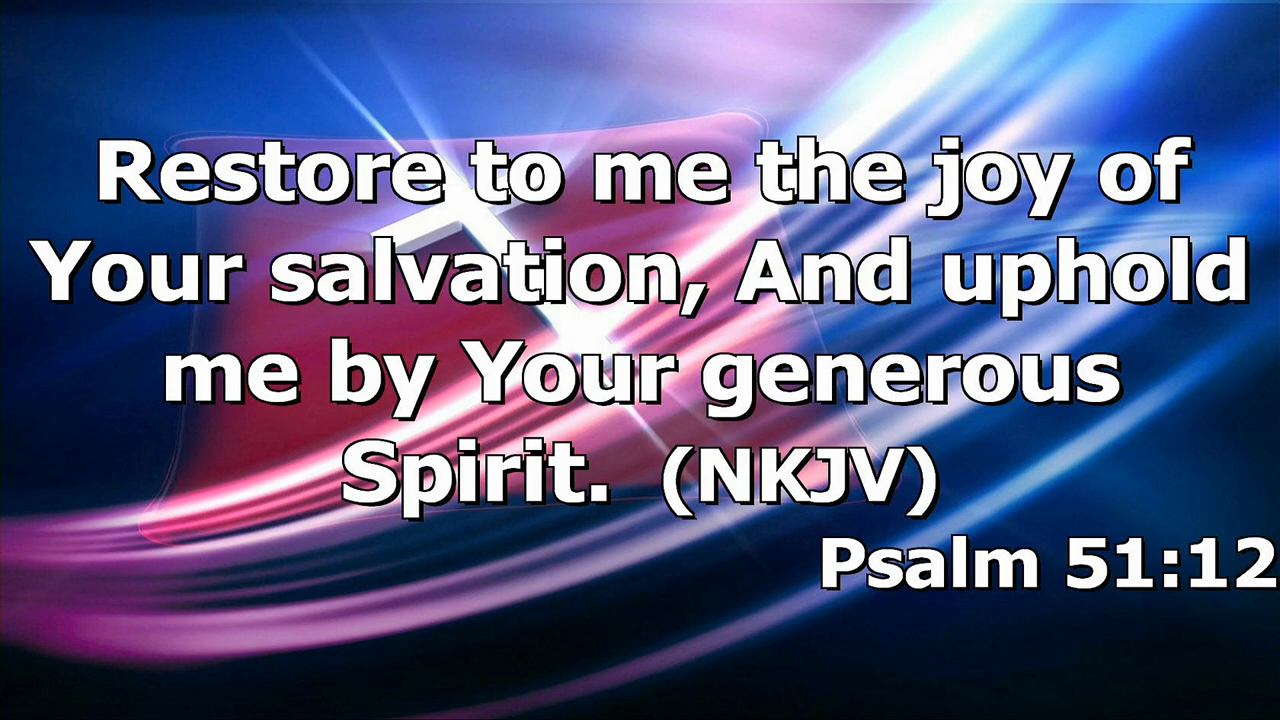 Restore to me the joy of
Your salvation, And uphold
me by Your generous
Spirit. (NKJV)
Psalm 51:12